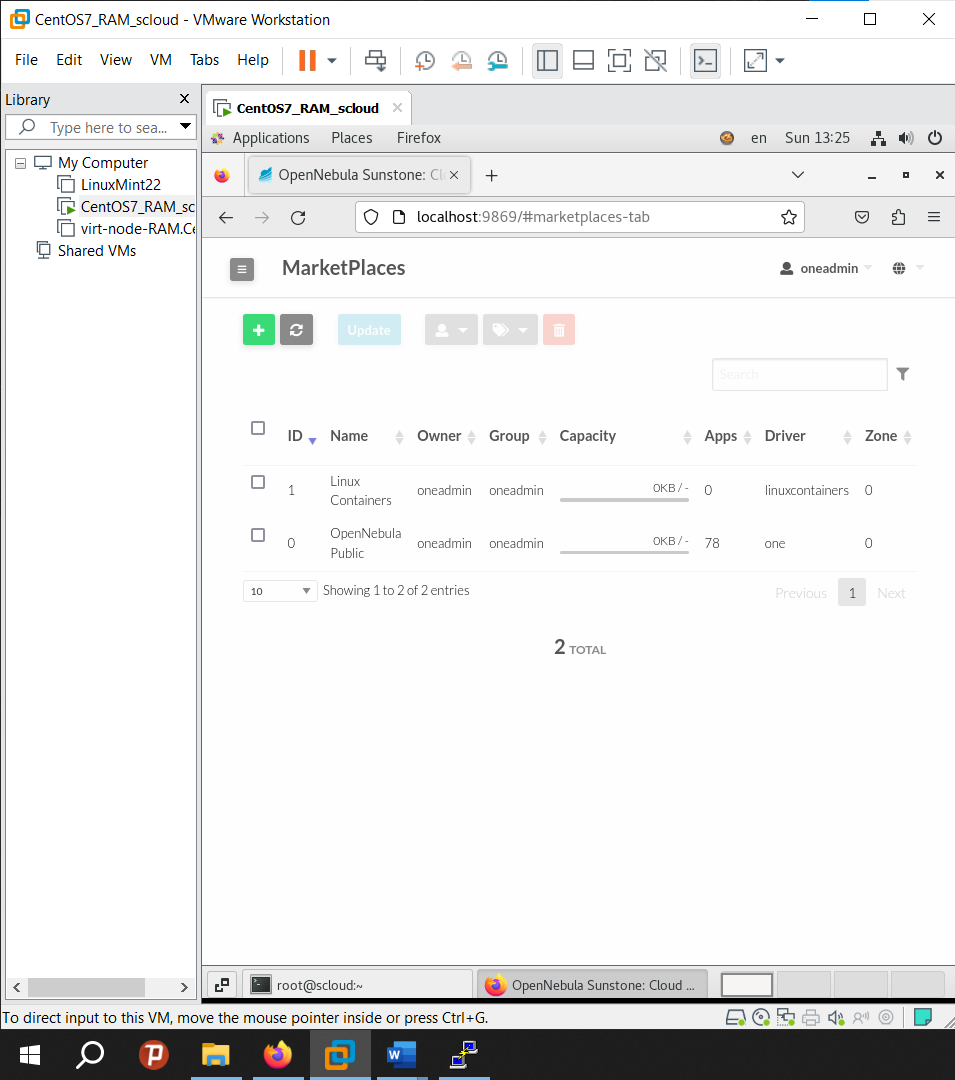 CentOS7_RAM_scloud - VMware Workstation
File Edit View VM Tabs Help
Library
Type here to sea...
My Computer
LinuxMint22
CentOS7_RAM_sc
virt-node-RAM.Ce
Shared VMs
CentOS7_RAM_scloud
Applications Places Firefox en Sun 13:25
OpenNebula Sunstone: Clo
localhost:9869/#marketplaces-tab
MarketPlaces oneadmin
Update
Search
ID Name Owner Group Capacity Apps Driver Zone
1 Linux Containers oneadmin oneadmin 0KB / - 0 linuxcontainers 0
0 OpenNebula Public oneadmin oneadmin 0KB / - 78 one 0
10 Showing 1 to 2 of 2 entries Previous 1 Next
2 TOTAL
root@scloud:~ OpenNebula Sunstone: Cloud ...
To direct input to this VM, move the mouse pointer inside or press Ctrl+G.